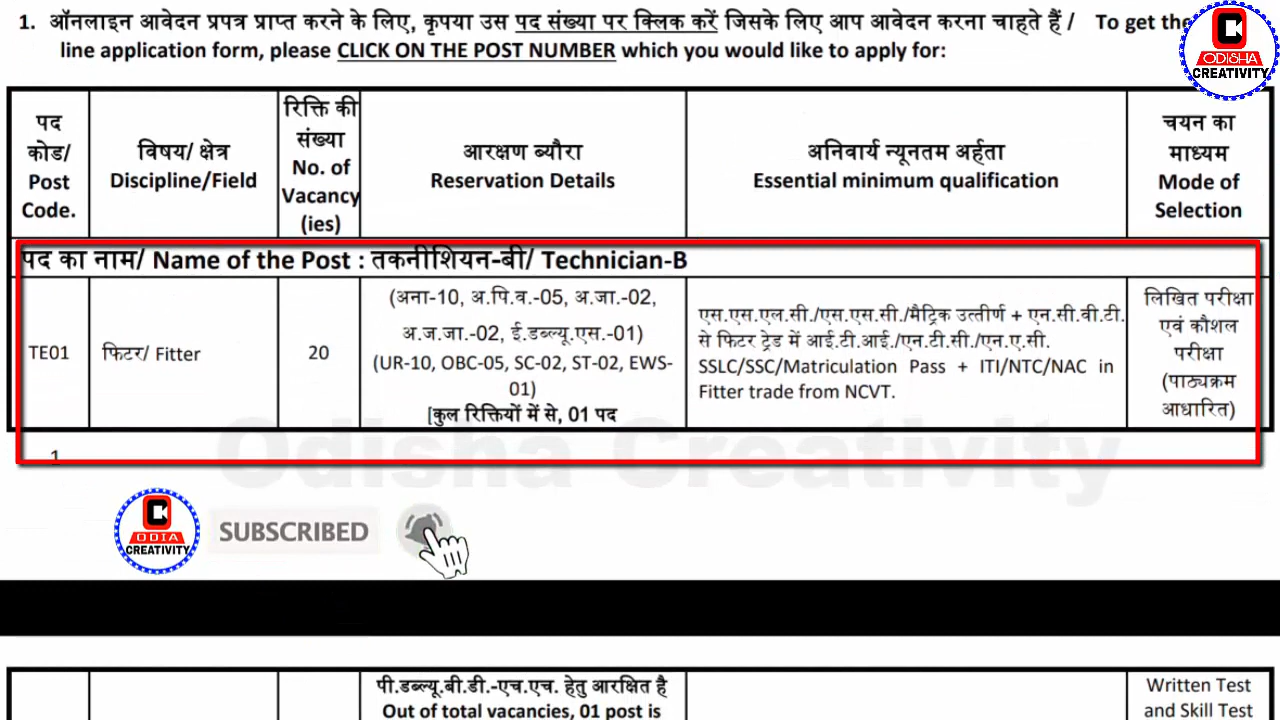 1. ऑनलाइन आवेदन प्रपत्र प्राप्त करने के लिए, कृपया उस पद संख्या पर क्लिक करें जिसके लिए आप आवेदन करना चाहते हैं / To get the
line application form, please CLICK ON THE POST NUMBER which you would like to apply for:
C
ODISHA
CREATIVITY
पद
कोड/
Post
Code.
विषय/ क्षेत्र
Discipline/Field
रिक्ति की
संख्या
No. of
Vacancy
(ies)
आरक्षण ब्यौरा
Reservation Details
अनिवार्य न्यूनतम अर्हता
Essential minimum qualification
चयन का
माध्यम
Mode of
Selection
पद का नाम/ Name of the Post : तकनीशियन-बी/ Technician-B
TE01
फिटर/ Fitter
20
(अना-10, अ.पि.व.-05, अ.जा.-02,
अ.ज.जा.-02, ई.डब्ल्यू.एस.-01)
(UR-10, OBC-05, SC-02, ST-02, EWS-
01)
[कुल रिक्तियों में से, 01 पद
एस.एस.एल.सी./एस.एस.सी./मैट्रिक उत्तीर्ण + एन.सी.वी.टी.
से फिटर ट्रेड में आई.टी.आई./एन.टी.सी./एन.ए.सी.
SSLC/SSC/Matriculation Pass + ITI/NTC/NAC in
Fitter trade from NCVT.
लिखित परीक्षा
एवं कौशल
परीक्षा
(पाठ्यक्रम
आधारित)
Odisha Creativity
1
C
ODIA
CREATIVITY
SUBSCRIBED
पी.डब्ल्यू.बी.डी.-एच.एच. हेतु आरक्षित है
Out of total vacancies, 01 post is
Written Test
and Skill Test